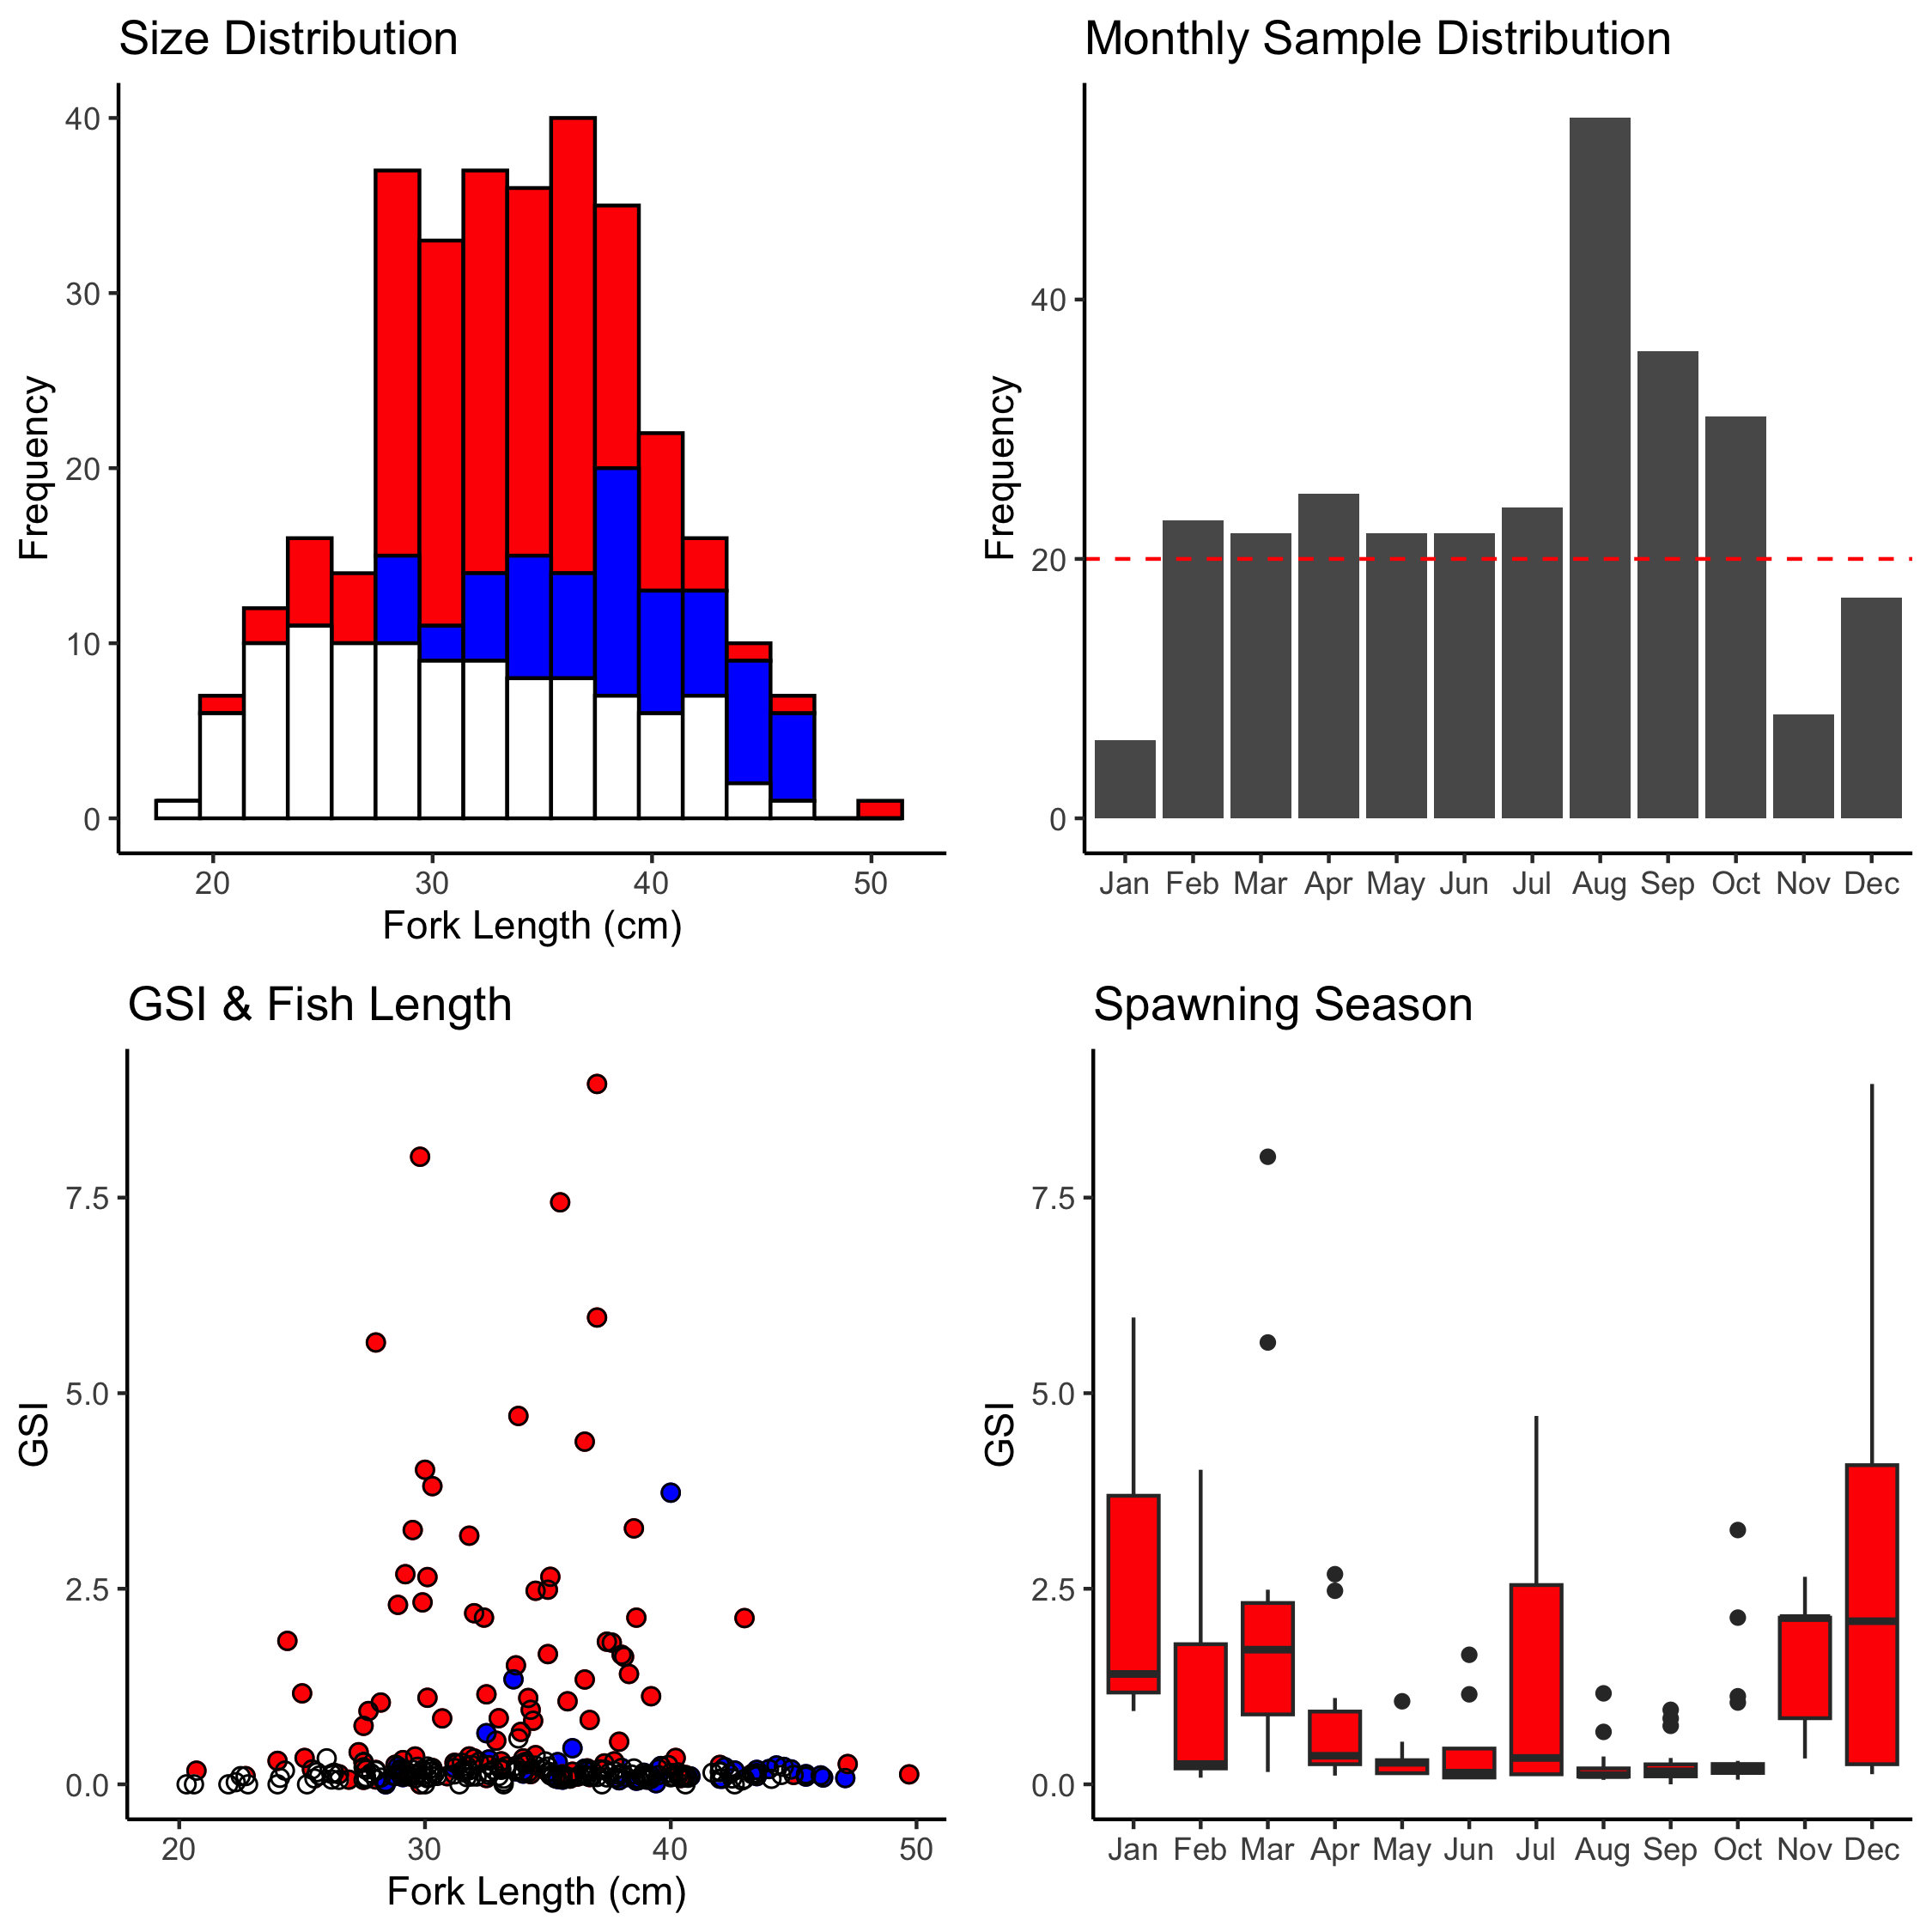 Size Distribution
Frequency
40
30
20
10
0
20 30 40 50
Fork Length (cm)
Monthly Sample Distribution
Frequency
40
20
0
Jan Feb Mar Apr May Jun Jul Aug Sep Oct Nov Dec
GSI & Fish Length
GSI
7.5
5.0
2.5
0.0
20 30 40 50
Fork Length (cm)
Spawning Season
GSI
7.5
5.0
2.5
0.0
Jan Feb Mar Apr May Jun Jul Aug Sep Oct Nov Dec